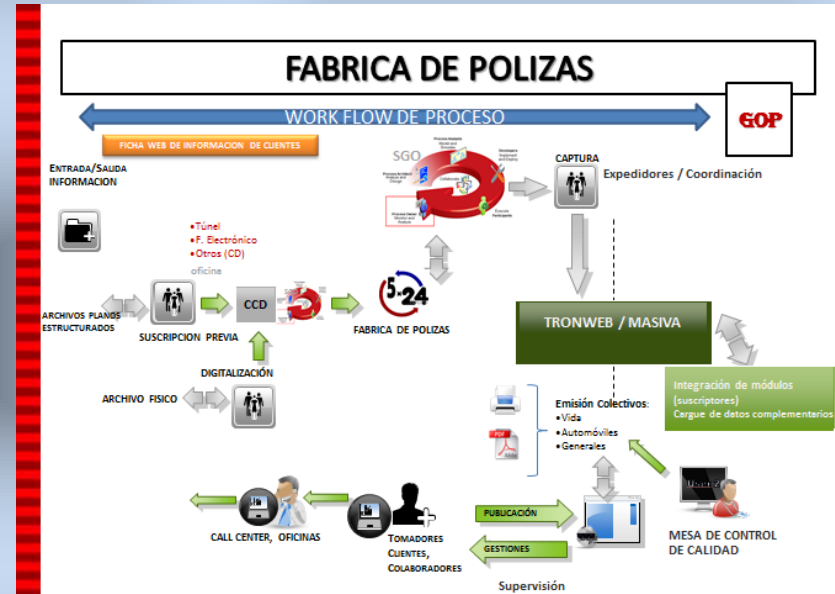 FABRICA DE POLIZAS
WORK FLOW DE PROCESO
GOP
FICHA WEB DE INFORMACION DE CLIENTES
ENTRADA/SALIDA
INFORMACION
SGO
CAPTURA
Expedidores / Coordinación
•Túnel
•F. Electrónico
•Otros (CD)
oficina
CCD
5-24
ARCHIVOS PLANOS
ESTRUCTURADOS
SUSCRIPCION PREVIA
FABRICA DE POLIZAS
TRONWEB / MASIVA
DIGITALIZACIÓN
ARCHIVO FISICO
Integración de módulos
(suscriptores)
Cargue de datos complementarios
Emisión Colectivos:
•Vida
•Automóviles
•Generales
PDF
PUBLICACIÓN
GESTIONES
CALL CENTER, OFICINAS
TOMADORES
CLIENTES,
COLABORADORES
MESA DE CONTROL
DE CALIDAD
Supervisión